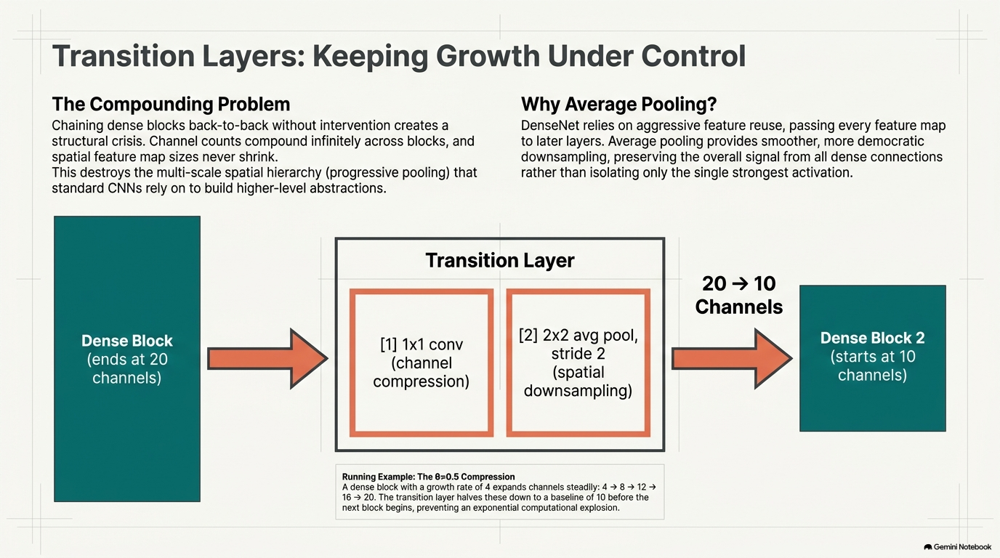 Transition Layers: Keeping Growth Under Control
The Compounding Problem
Chaining dense blocks back-to-back without intervention creates a
structural crisis. Channel counts compound infinitely across blocks, and
spatial feature map sizes never shrink.
This destroys the multi-scale spatial hierarchy (progressive pooling) that
standard CNNs rely on to build higher-level abstractions.
Why Average Pooling?
DenseNet relies on aggressive feature reuse, passing every feature map
to later layers. Average pooling provides smoother, more democratic
downsampling, preserving the overall signal from all dense connections
rather than isolating only the single strongest activation.
Dense Block
(ends at 20
channels)
Transition Layer
[1] 1x1 conv
(channel
compression)
[2] 2x2 avg pool,
stride 2
(spatial
downsampling)
20 → 10
Channels
Dense Block 2
(starts at 10
channels)
Running Example: The θ=0.5 Compression
A dense block with a growth rate of 4 expands channels steadily: 4 → 8 → 12 →
16 → 20. The transition layer halves these down to a baseline of 10 before the
next block begins, preventing an exponential computational explosion.
Gemini Notebook